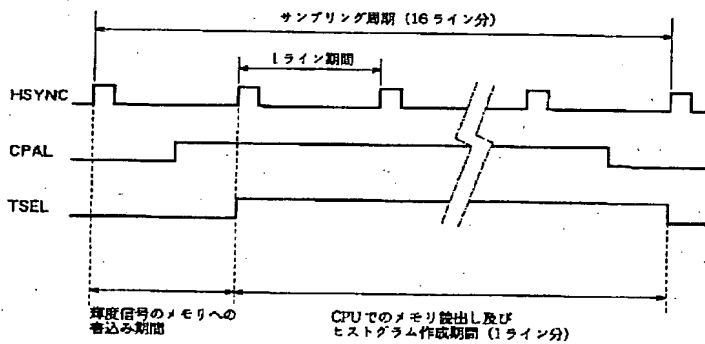 サンプリング周期 (16ライン分)
1ライン期間
HSYNC
CPAL
TSEL
輝度信号のメモリへの
書込み期間
CPUでのメモリ読出し及び
ヒストグラム作成期間 (1ライン分)